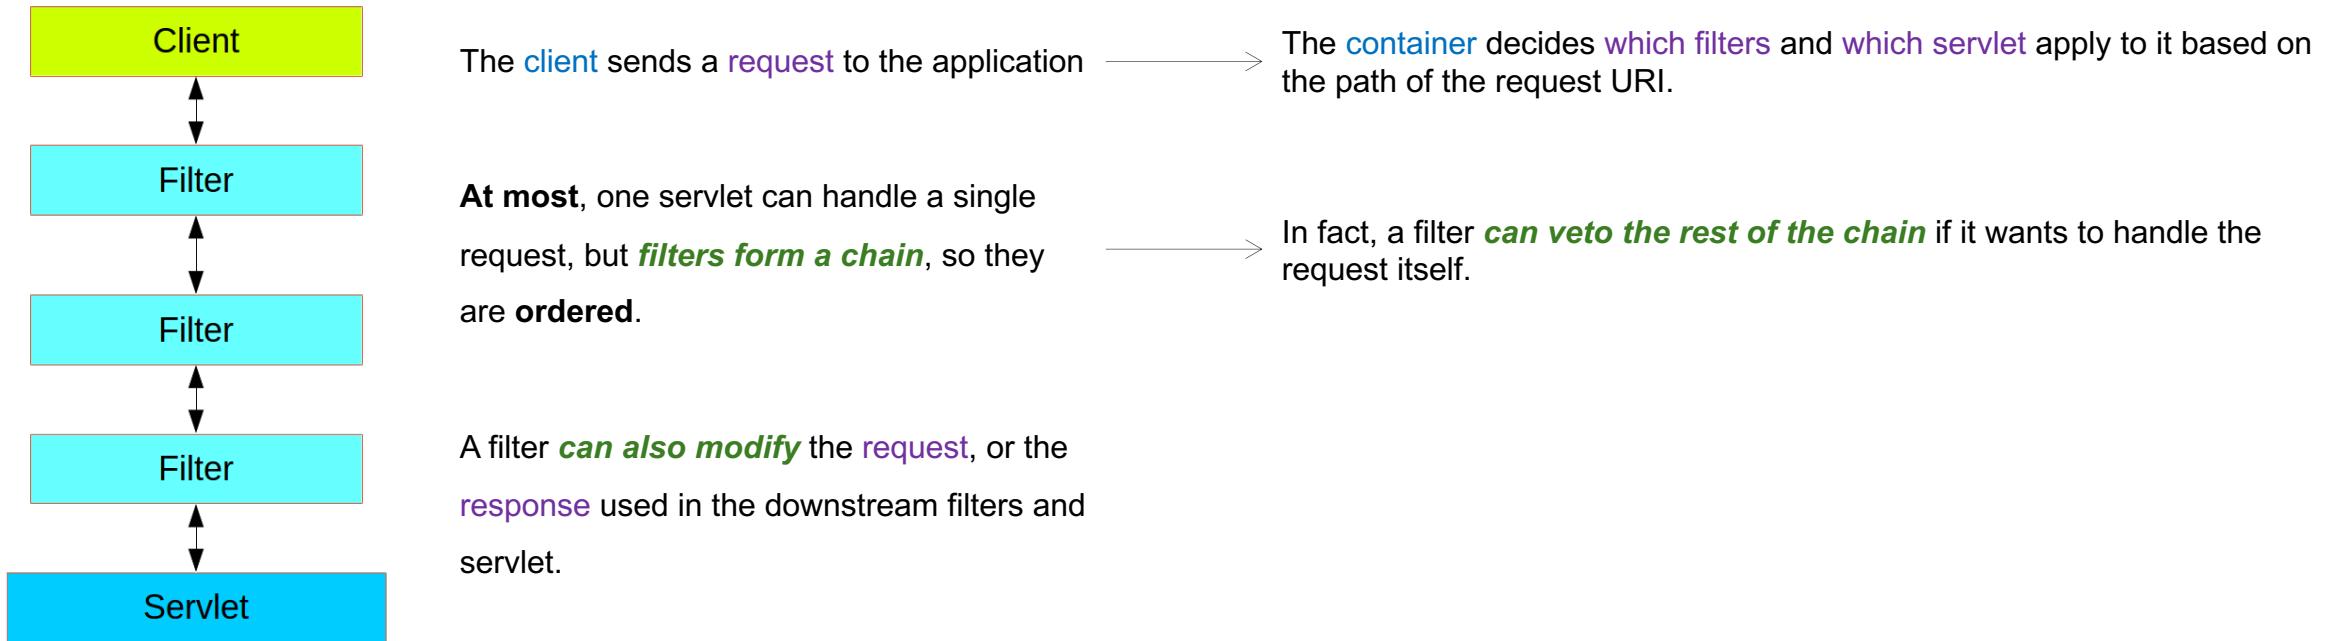 Client
The client sends a request to the application
The container decides which filters and which servlet apply to it based on
the path of the request URI.
Filter
At most, one servlet can handle a single
request, but filters form a chain, so they
are ordered.
In fact, a filter can veto the rest of the chain if it wants to handle the
request itself.
Filter
Filter
A filter can also modify the request, or the
response used in the downstream filters and
servlet.
Servlet